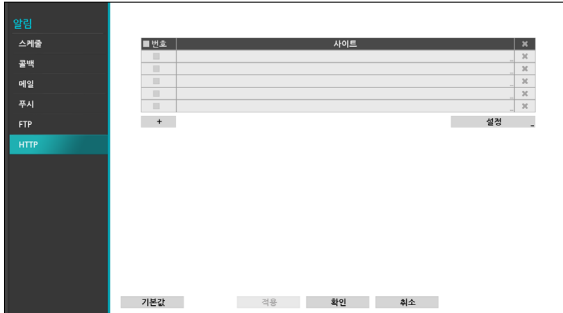 알림
스케줄
콜백
메일
푸시
FTP
HTTP
번호 사이트
+ 설정
기본값 적용 확인 취소